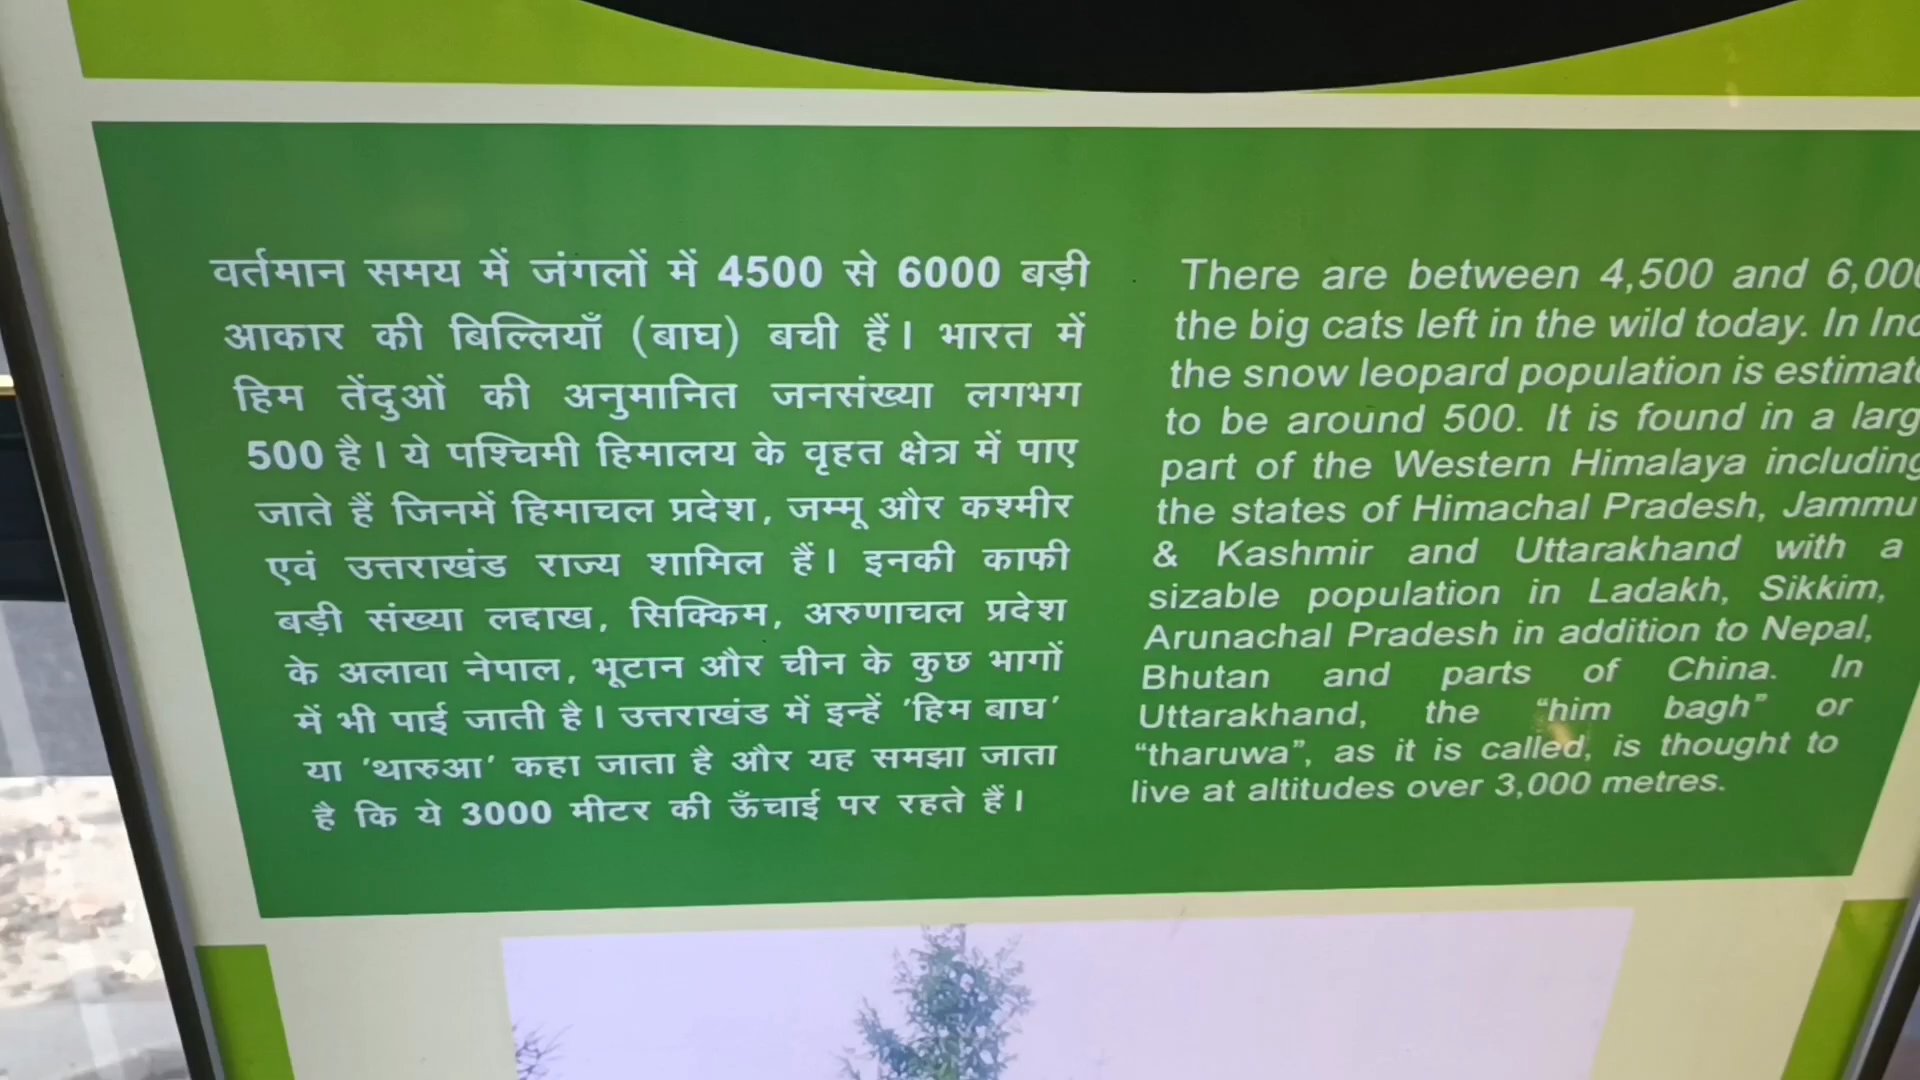 वर्तमान समय में जंगलों में 4500 से 6000 बड़ी
आकार की बिल्लियाँ (बाघ) बची हैं। भारत में
हिम तेंदुओं की अनुमानित जनसंख्या लगभग
500 है। ये पश्चिमी हिमालय के वृहत क्षेत्र में पाए
जाते हैं जिनमें हिमाचल प्रदेश, जम्मू और कश्मीर
एवं उत्तराखंड राज्य शामिल हैं। इनकी काफी
बड़ी संख्या लद्दाख, सिक्किम, अरुणाचल प्रदेश
के अलावा नेपाल, भूटान और चीन के कुछ भागों
में भी पाई जाती है। उत्तराखंड में इन्हें 'हिम बाघ'
या 'थारुआ' कहा जाता है और यह समझा जाता
है कि ये 3000 मीटर की ऊँचाई पर रहते हैं।
There are between 4,500 and
the big cats left in the wild today. In
the snow leopard population is
to be around 500. It is found in a
part of the Western Himalaya including
the states of Himachal Pradesh, Jammu
& Kashmir and Uttarakhand with a
sizable population in Ladakh, Sikkim,
Arunachal Pradesh in addition to Nepal,
Bhutan and parts of China. In
Uttarakhand, the “him bagh” or
“tharuwa”, as it is called, is thought to
live at altitudes over 3,000 metres.